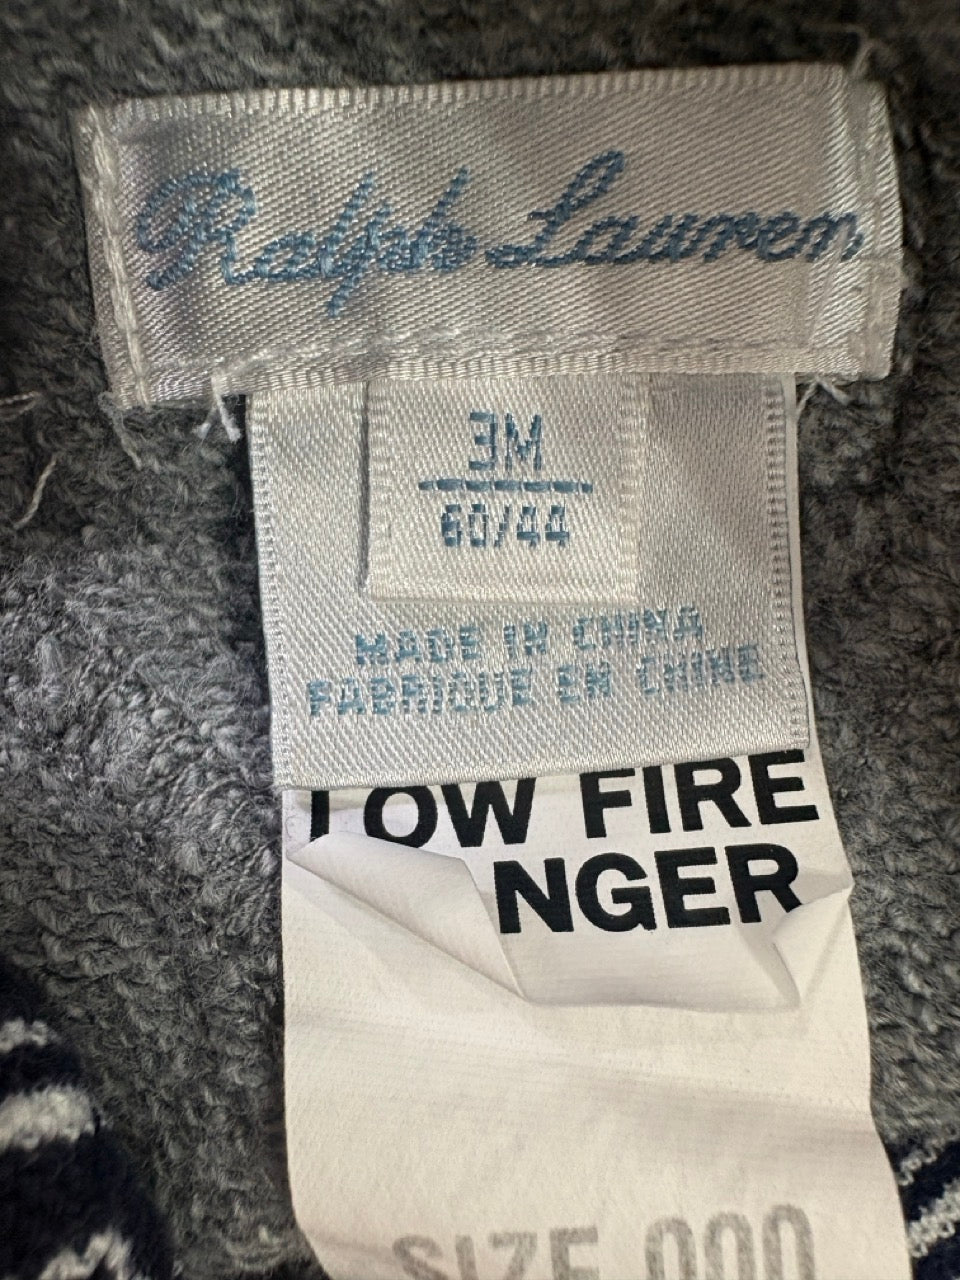 Ralph Lauren
3M
60/44
MADE IN CHINA
FABRIQUE EN CHINE
LOW FIRE
NGER
SIZE 000